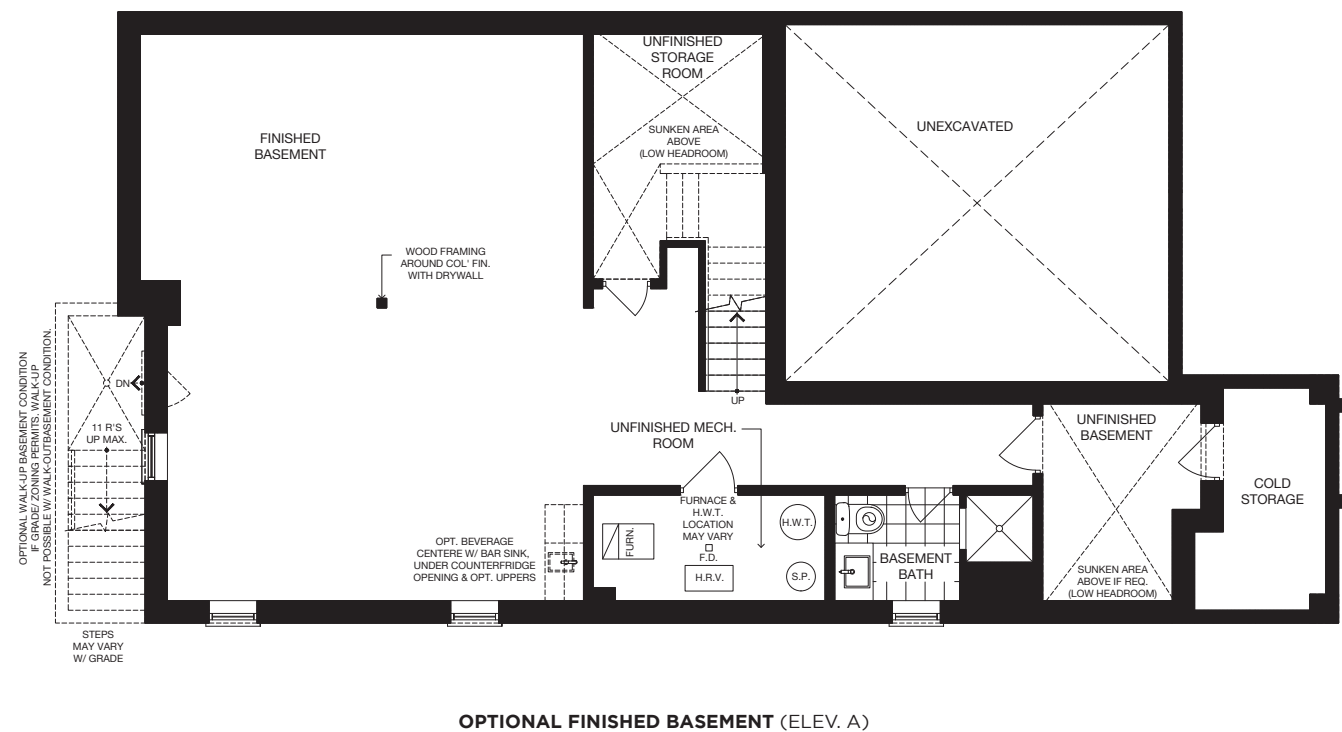 UNFINISHED
STORAGE
ROOM
SUNKEN AREA
ABOVE
(LOW HEADROOM)
UNEXCAVATED
FINISHED
BASEMENT
WOOD FRAMING
AROUND COL' FIN.
WITH DRYWALL
OPTIONAL WALK-UP BASEMENT CONDITION
IF GRADE/ ZONING PERMITS. WALK-UP
NOT POSSIBLE W/ WALK-OUTBASEMENT CONDITION.
DN
11 R'S
UP MAX.
STEPS
MAY VARY
W/ GRADE
UP
UNFINISHED MECH.
ROOM
FURNACE &
H.W.T.
LOCATION
MAY VARY
F.D.
FURN.
H.R.V.
H.W.T.
S.P.
OPT. BEVERAGE
CENTERE W/ BAR SINK,
UNDER COUNTERFRIDGE
OPENING & OPT. UPPERS
BASEMENT
BATH
UNFINISHED
BASEMENT
SUNKEN AREA
ABOVE IF REQ.
(LOW HEADROOM)
COLD
STORAGE
OPTIONAL FINISHED BASEMENT (ELEV. A)